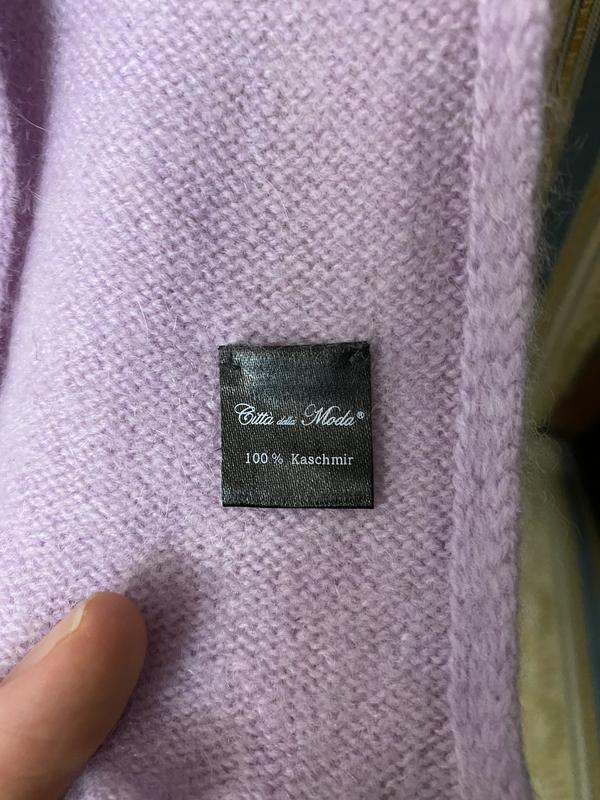 Città della Moda®
100 % Kaschmir